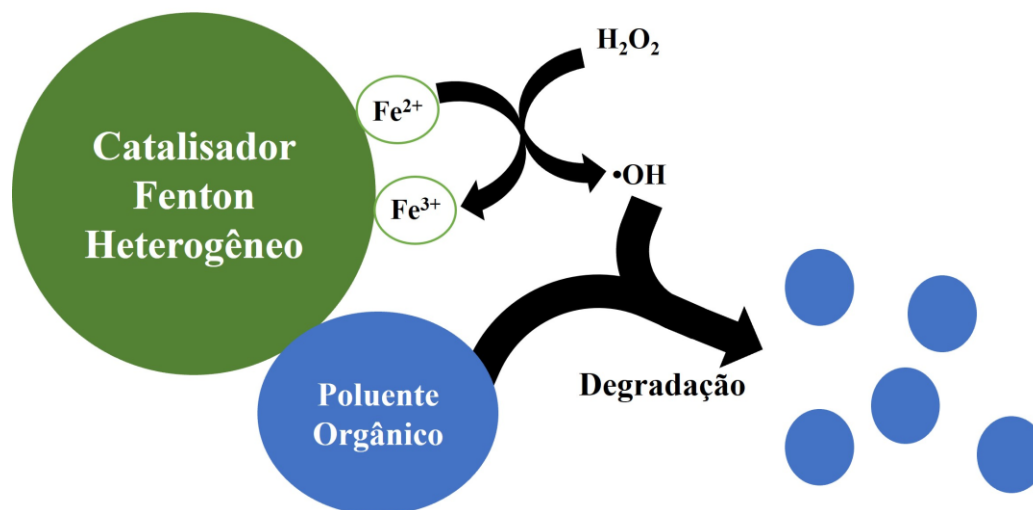 H₂O₂
Fe²⁺
Catalisador
Fenton
Heterogêneo
•OH
Fe³⁺
Degradação
Poluente
Orgânico